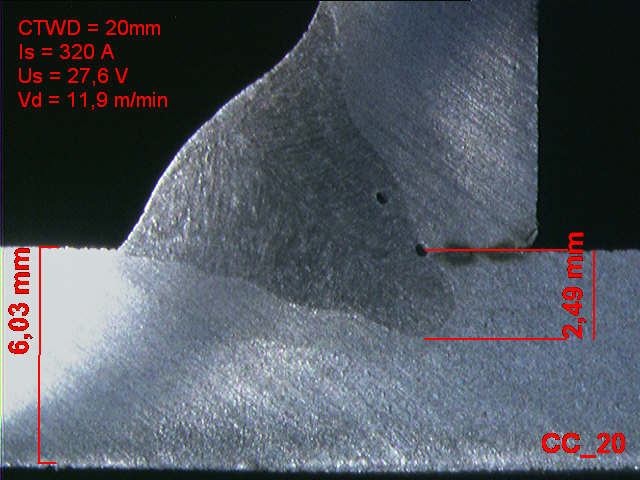 CTWD = 20mm
Is = 320 A
Us = 27,6 V
Vd = 11,9 m/min
6,03 mm
2,49 mm
CC_20